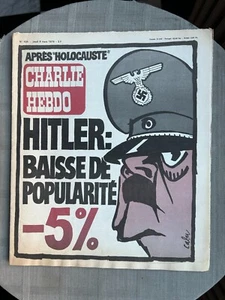 APRÈS "HOLOCAUSTE"
CHARLIE
HEBDO
HITLER:
BAISSE DE
POPULARITÉ
-5%
cabu